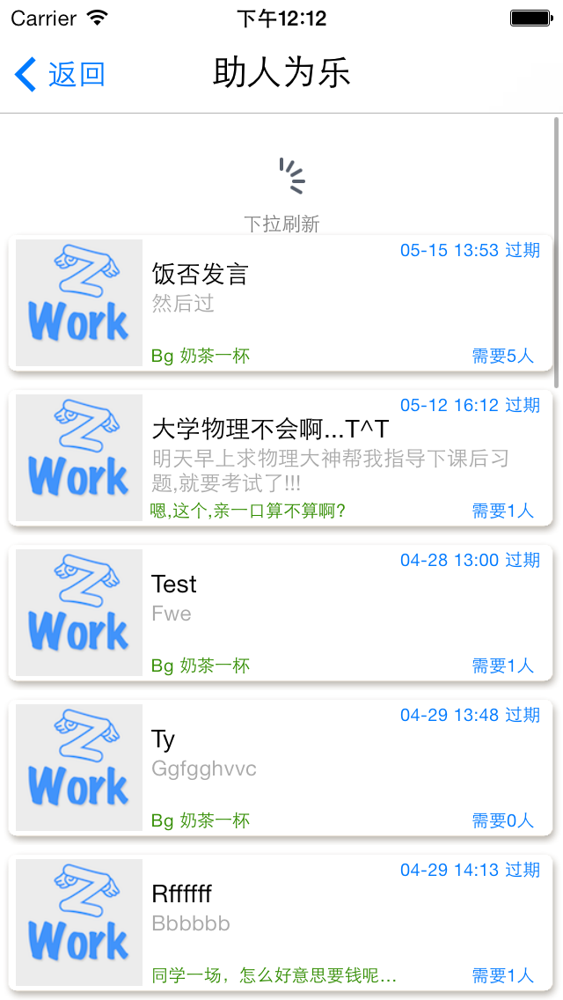 Carrier 下午12:12
返回 助人为乐
下拉刷新
05-15 13:53 过期
Z
Work
饭否发言
然后过
Bg 奶茶一杯 需要5人
05-12 16:12 过期
Z
Work
大学物理不会啊...T^T
明天早上求物理大神帮我指导下课后习
题,就要考试了!!!
嗯,这个,亲一口算不算啊? 需要1人
04-28 13:00 过期
Z
Work
Test
Fwe
Bg 奶茶一杯 需要1人
04-29 13:48 过期
Z
Work
Ty
Ggfgghvvc
Bg 奶茶一杯 需要0人
04-29 14:13 过期
Z
Work
Rffffff
Bbbbbb
同学一场，怎么好意思要钱呢... 需要1人